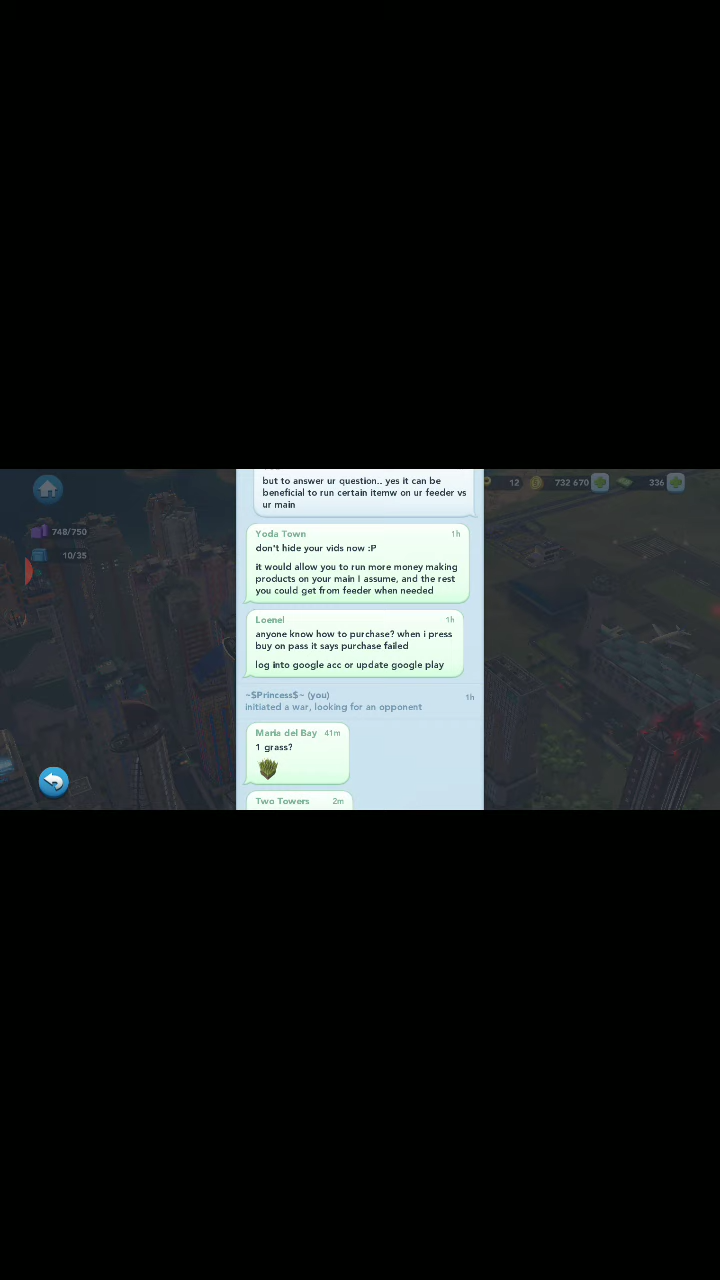 but to answer ur question.. yes it can be
beneficial to run certain itemw on ur feeder vs
ur main
12
732 670
336
748/750
10/35
Yoda Town 1h
don't hide your vids now :P
it would allow you to run more money making
products on your main I assume, and the rest
you could get from feeder when needed
Loenel 1h
anyone know how to purchase? when i press
buy on pass it says purchase failed
log into google acc or update google play
~$Princess$~ (you) 1h
initiated a war, looking for an opponent
Maria del Bay 41m
1 grass?
Two Towers 2m